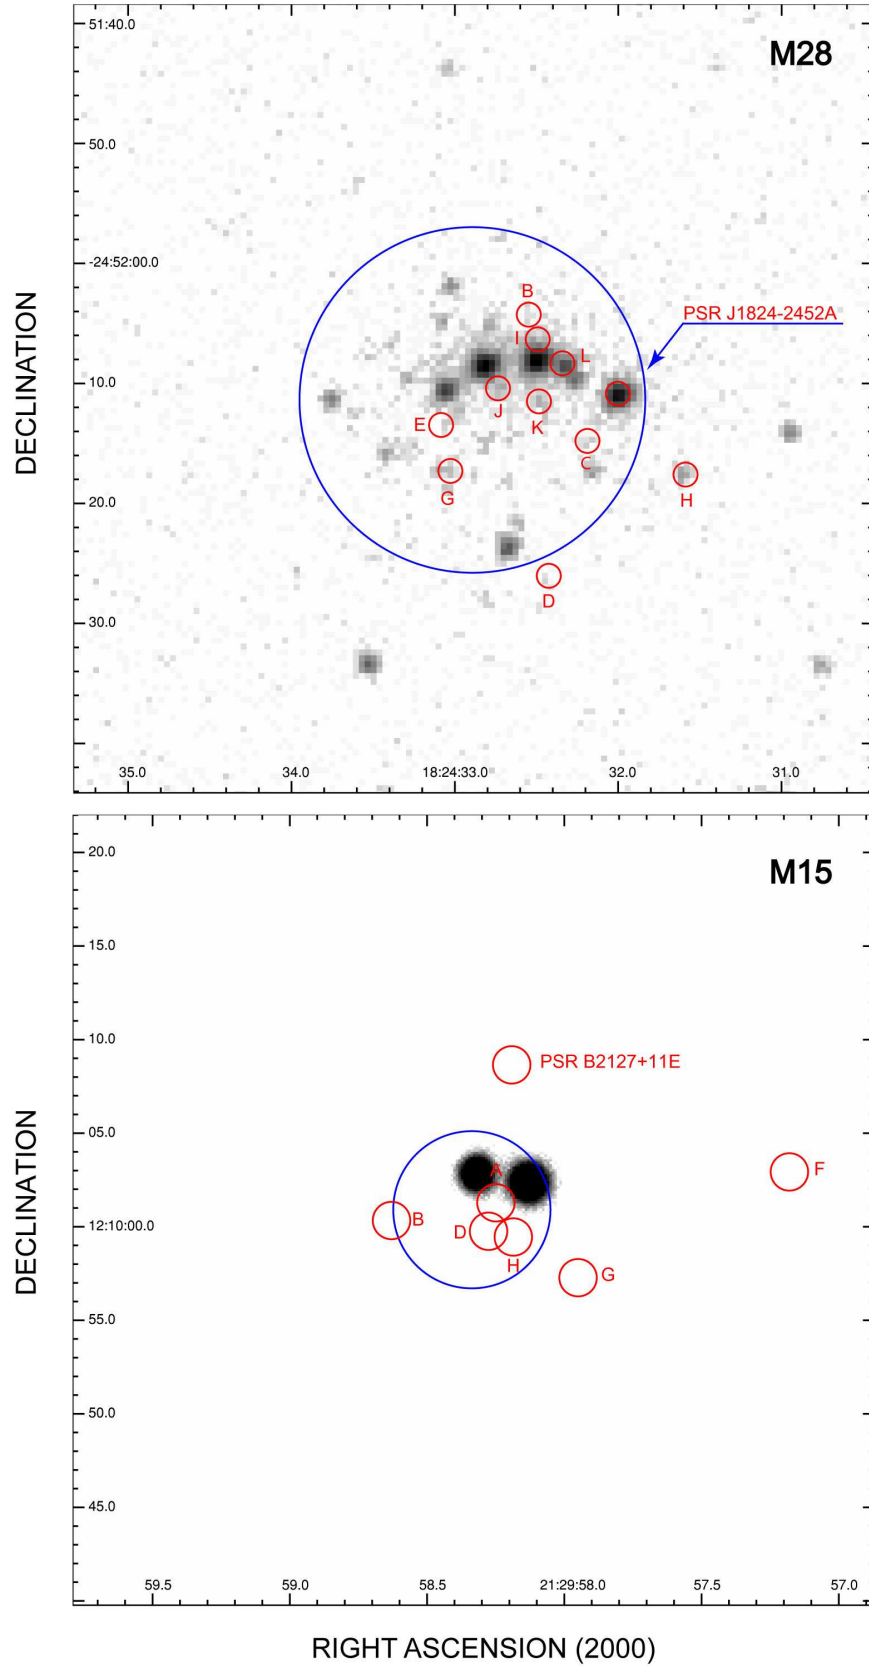 51:40.0
M28
50.0
-24:52:00.0
B
PSR J1824-2452A
I
L
10.0
J
E
K
C
G
H
20.0
D
30.0
35.0 34.0 18:24:33.0 32.0 31.0
DECLINATION
20.0
M15
15.0
10.0
PSR B2127+11E
05.0
A
F
12:10:00.0
B
D
H
G
55.0
50.0
45.0
59.5 59.0 58.5 21:29:58.0 57.5 57.0
DECLINATION
RIGHT ASCENSION (2000)